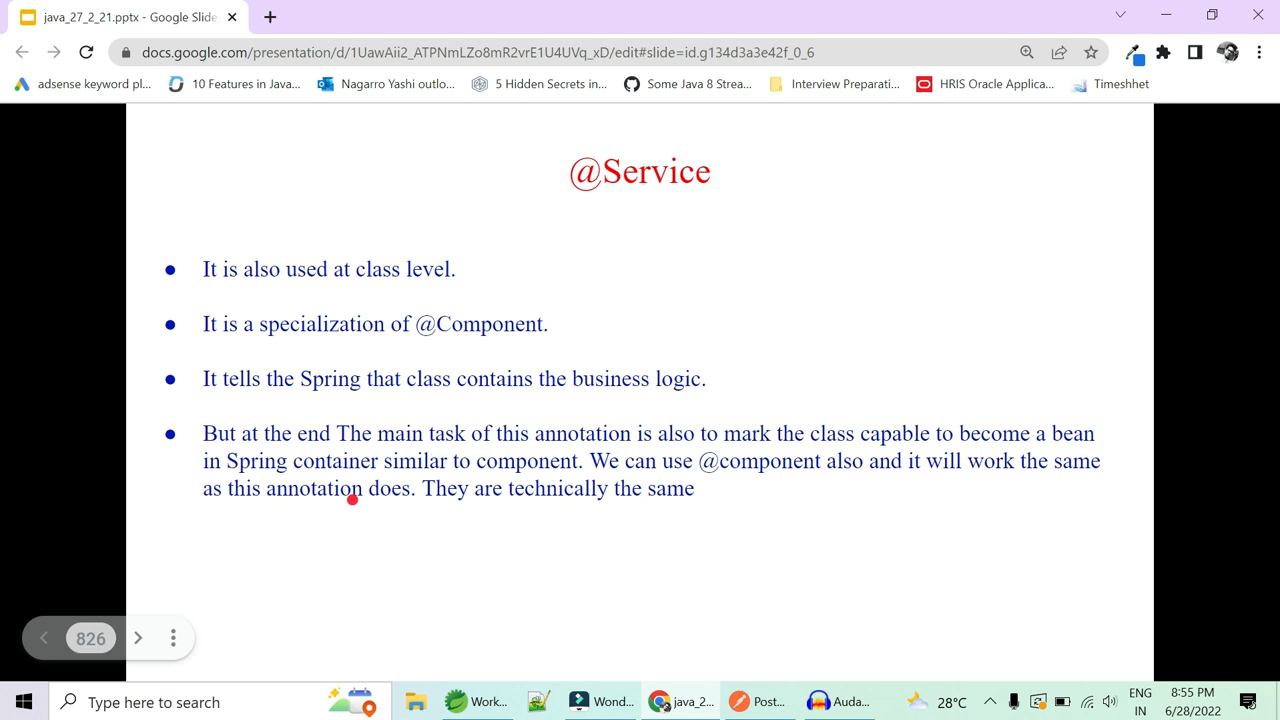 java_27_2_21.pptx - Google Slide
docs.google.com/presentation/d/1UawAii2_ATPNmLZo8mR2vrE1U4UVq_xD/edit#slide=id.g134d3a3e42f_0_6
adsense keyword pl...
10 Features in Java...
Nagarro Yashi outlo...
5 Hidden Secrets in...
Some Java 8 Strea...
Interview Preparati...
HRIS Oracle Applica...
Timeshhet
@Service
● It is also used at class level.
● It is a specialization of @Component.
● It tells the Spring that class contains the business logic.
● But at the end The main task of this annotation is also to mark the class capable to become a bean
in Spring container similar to component. We can use @component also and it will work the same
as this annotation does. They are technically the same
826
Type here to search
Work...
Wond...
java_2...
Post...
Auda...
28°C
ENG
IN
8:55 PM
6/28/2022